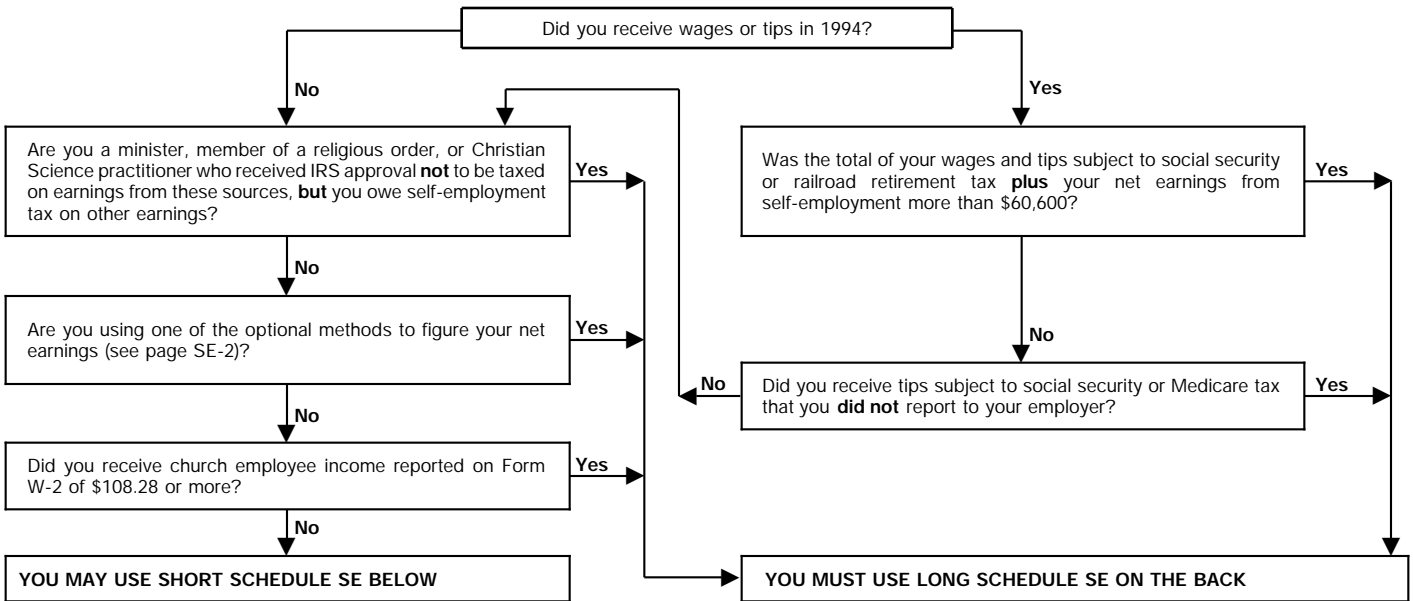 Did you receive wages or tips in 1994?
No
Yes
Are you a minister, member of a religious order, or Christian
Science practitioner who received IRS approval not to be taxed
on earnings from these sources, but you owe self-employment
tax on other earnings?
Yes
Was the total of your wages and tips subject to social security
or railroad retirement tax plus your net earnings from
self-employment more than $60,600?
Yes
No
Are you using one of the optional methods to figure your net
earnings (see page SE-2)?
Yes
No
No
Did you receive tips subject to social security or Medicare tax
that you did not report to your employer?
Yes
No
Did you receive church employee income reported on Form
W-2 of $108.28 or more?
Yes
No
YOU MAY USE SHORT SCHEDULE SE BELOW
YOU MUST USE LONG SCHEDULE SE ON THE BACK